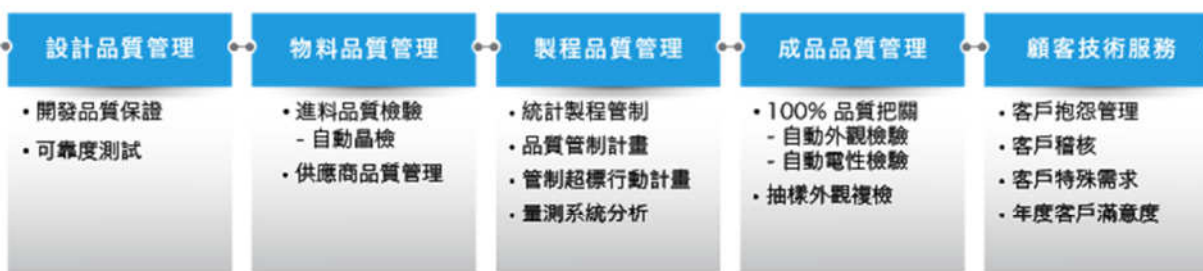 設計品質管理
• 開發品質保證
• 可靠度測試
物料品質管理
• 進料品質檢驗
- 自動晶檢
• 供應商品質管理
製程品質管理
• 統計製程管制
• 品質管制計畫
• 管制超標行動計畫
• 量測系統分析
成品品質管理
• 100% 品質把關
- 自動外觀檢驗
- 自動電性檢驗
• 抽樣外觀複檢
顧客技術服務
• 客戶抱怨管理
• 客戶稽核
• 客戶特殊需求
• 年度客戶滿意度